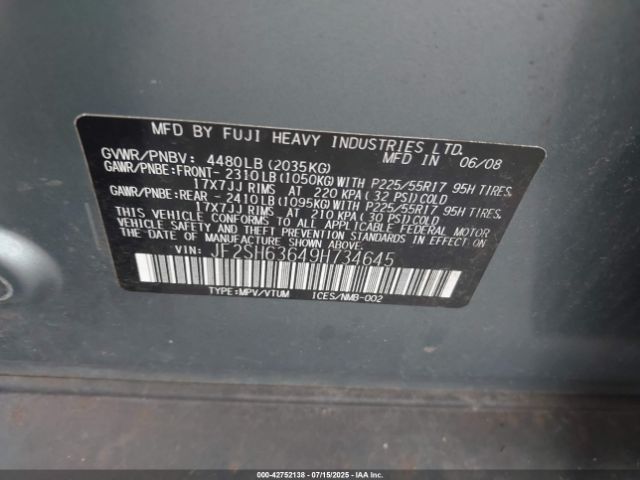 MFD BY FUJI HEAVY INDUSTRIES LTD.
MFD IN 06/08
GVWR/PNBV: 4480LB (2035KG)
GAWR/PNBE:FRONT- 2310LB (1050KG) WITH P225/55R17 95H TIRES,
17X7JJ RIMS AT 220 KPA ( 32 PSI) COLD
GAWR/PNBE:REAR - 2410LB (1095KG) WITH P225/55R17 95H TIRES,
17X7JJ RIMS AT 210 KPA ( 30 PSI) COLD
THIS VEHICLE CONFORMS TO ALL APPLICABLE FEDERAL MOTOR
VEHICLE SAFETY AND THEFT PREVENTION STANDARDS IN EFFECT ON
THE DATE OF MANUFACTURE SHOWN ABOVE.
VIN: JF2SH63649H734645
TYPE:MPV/VTUM ICES/NMB-002
000-42752138 - 07/15/2025 - IAA Inc.